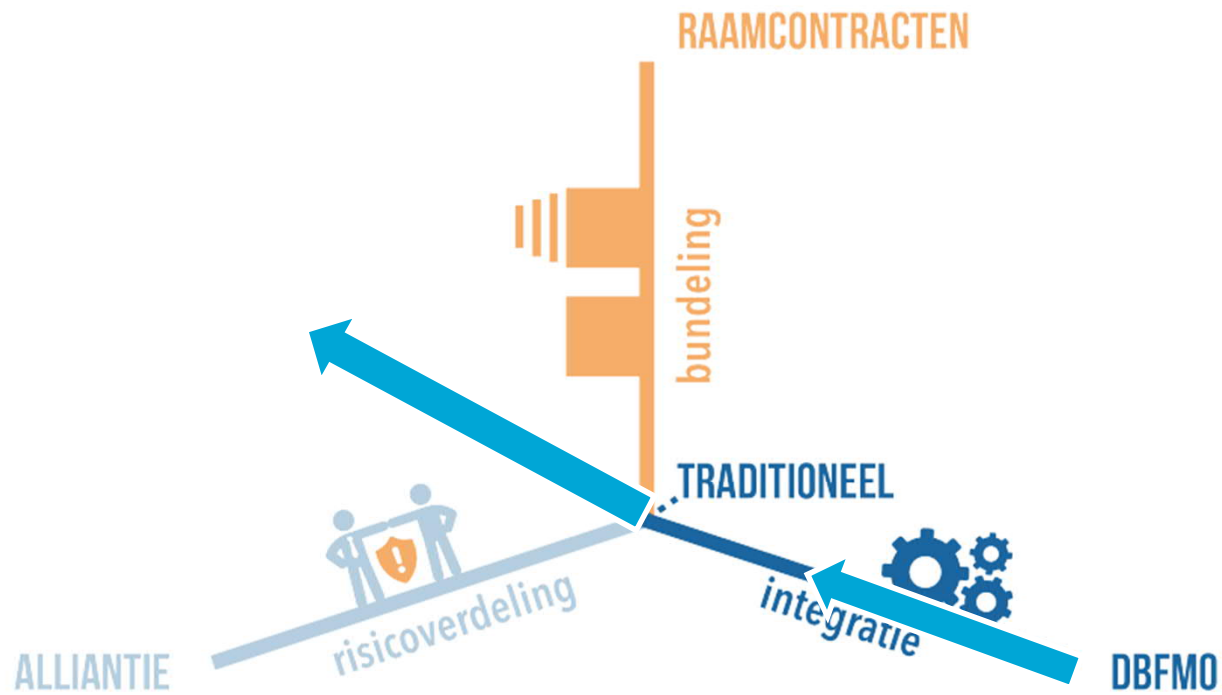 RAAMCONTRACTEN
bundeling
TRADITIONEEL
integratie
risicoverdeling
ALLIANTIE
DBFMO